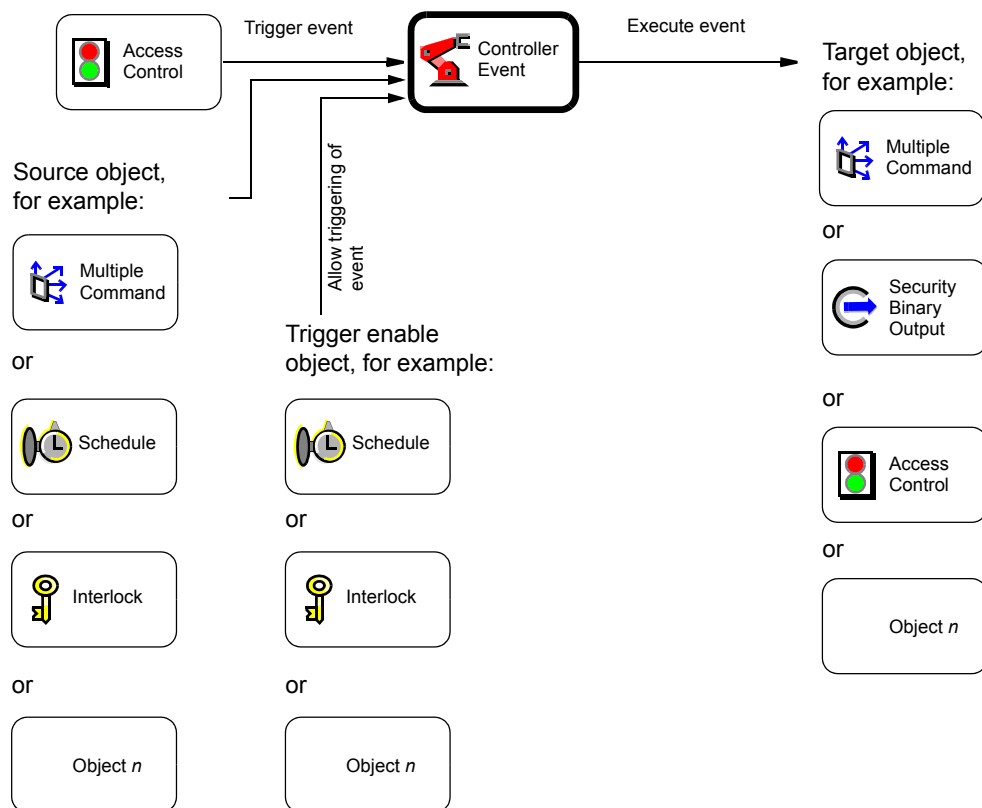 Access
Control
Trigger event
Controller
Event
Execute event
Target object,
for example:
Multiple
Command
or
Security
Binary
Output
or
Access
Control
or
Object n
Source object,
for example:
Multiple
Command
or
Schedule
or
Interlock
or
Object n
Allow triggering of
event
Trigger enable
object, for example:
Schedule
or
Interlock
or
Object n